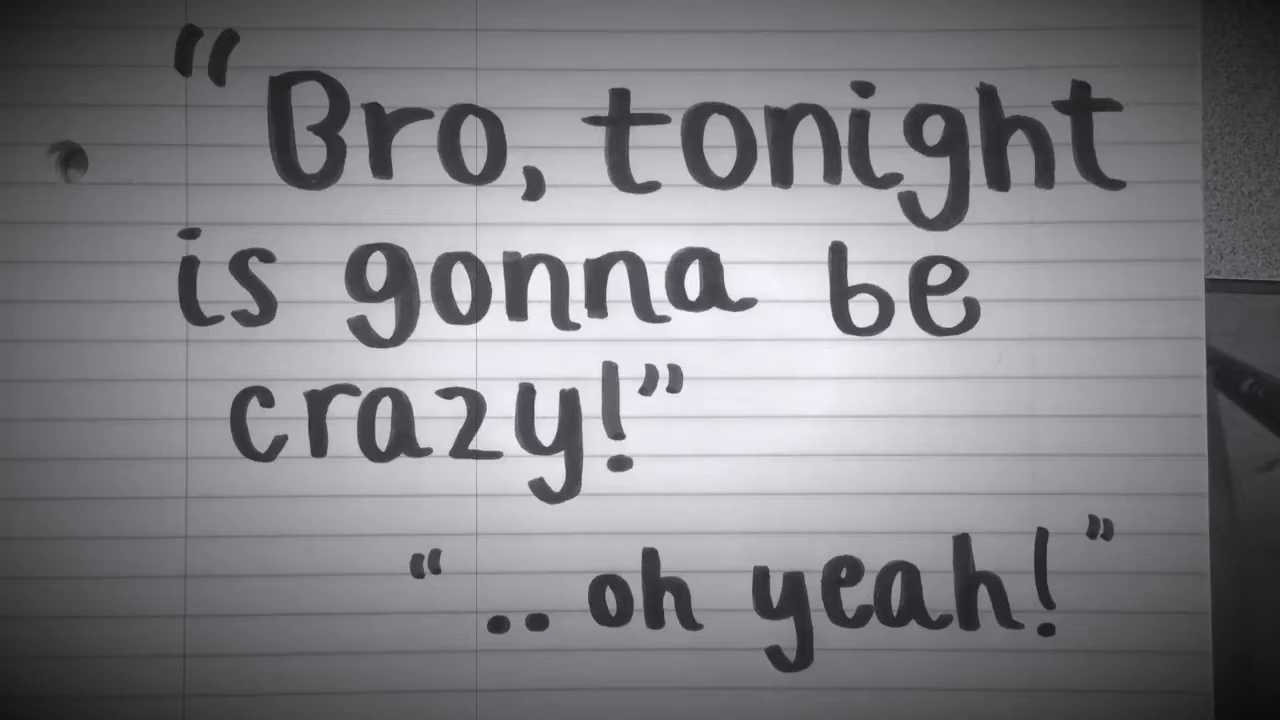 “Bro, tonight
is gonna be
crazy!”
“ ..oh yeah! ”